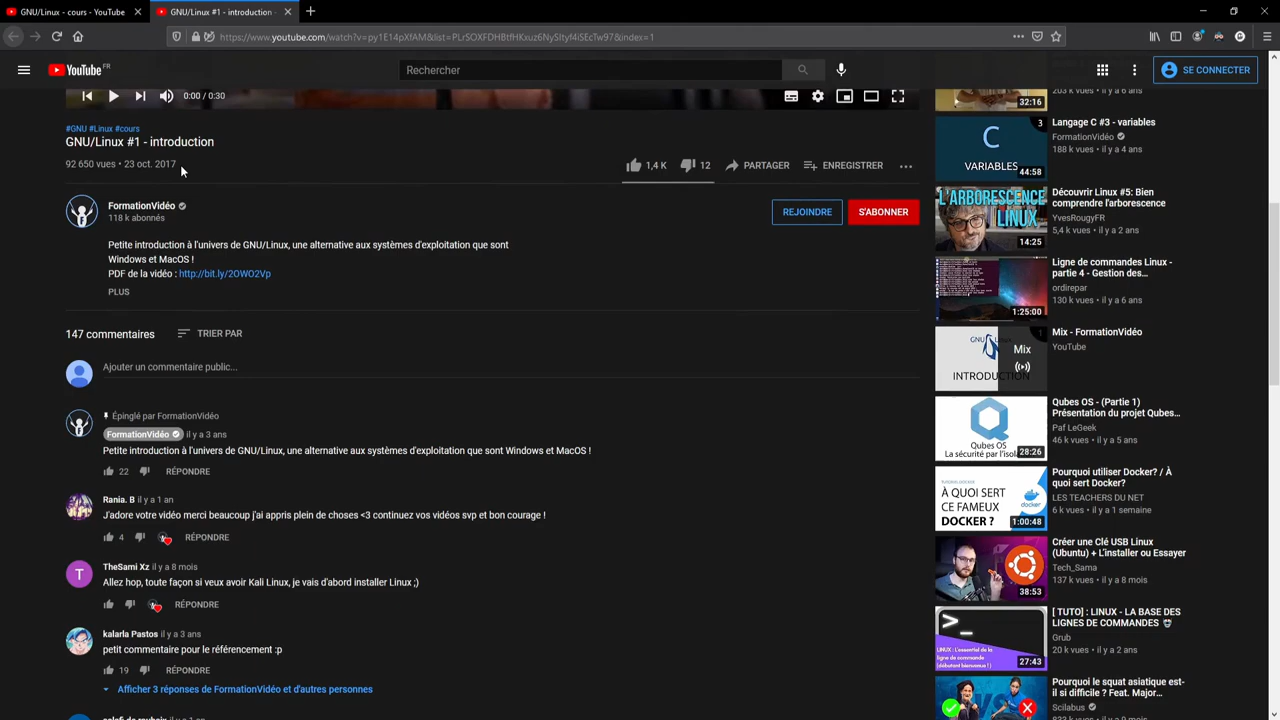 GNU/Linux - cours - YouTube
GNU/Linux #1 - introduction -
https://www.youtube.com/watch?v=py1E14pXfAM&list=PLrSOXFDHBtfHKxuz6NySItyf4iSEcTw97&index=1
YouTube FR
Rechercher
SE CONNECTER
0:00 / 0:30
#GNU #Linux #cours
GNU/Linux #1 - introduction
92 650 vues • 23 oct. 2017
1,4 K
12
PARTAGER
ENREGISTRER
FormationVidéo
118 k abonnés
REJOINDRE
S'ABONNER
Petite introduction à l'univers de GNU/Linux, une alternative aux systèmes d'exploitation que sont
Windows et MacOS !
PDF de la vidéo : http://bit.ly/2OWO2Vp
PLUS
147 commentaires
TRIER PAR
Ajouter un commentaire public...
Épinglé par FormationVidéo
FormationVidéo il y a 3 ans
Petite introduction à l'univers de GNU/Linux, une alternative aux systèmes d'exploitation que sont Windows et MacOS !
22 RÉPONDRE
Rania. B il y a 1 an
J'adore votre vidéo merci beaucoup j'ai appris plein de choses <3 continuez vos vidéos svp et bon courage !
4 RÉPONDRE
T
TheSami Xz il y a 8 mois
Allez hop, toute façon si veux avoir Kali Linux, je vais d'abord installer Linux ;)
RÉPONDRE
kalarla Pastos il y a 3 ans
petit commentaire pour le référencement :p
19 RÉPONDRE
Afficher 3 réponses de FormationVidéo et d'autres personnes
203 k vues • il y a 6 ans
32:16
3
C
VARIABLES
44:58
Langage C #3 - variables
FormationVidéo
188 k vues • il y a 4 ans
L'ARBORESCENCE
LINUX
14:25
Découvrir Linux #5: Bien
comprendre l'arborescence
YvesRougyFR
5,4 k vues • il y a 2 ans
1:25:00
Ligne de commandes Linux -
partie 4 - Gestion des...
ordirepar
130 k vues • il y a 6 ans
1
GNU
INTRODUCTION
Mix
Mix - FormationVidéo
YouTube
Qubes OS
La sécurité par l'isol
28:26
Qubes OS - (Partie 1)
Présentation du projet Qubes...
Paf LeGeek
46 k vues • il y a 5 ans
À QUOI SERT
CE FAMEUX
DOCKER ?
1:00:48
Pourquoi utiliser Docker? / À
quoi sert Docker?
LES TEACHERS DU NET
6 k vues • il y a 1 semaine
38:53
Créer une Clé USB Linux
(Ubuntu) + L'installer ou Essayer
Tech_Sama
137 k vues • il y a 8 mois
>_
LINUX : L'essentiel de la
ligne de commande
(débutant bienvenus !)
27:43
[ TUTO] : LINUX - LA BASE DES
LIGNES DE COMMANDES
Grub
20 k vues • il y a 2 ans
Pourquoi le squat asiatique est-
il si difficile ? Feat. Major...
Scilabus